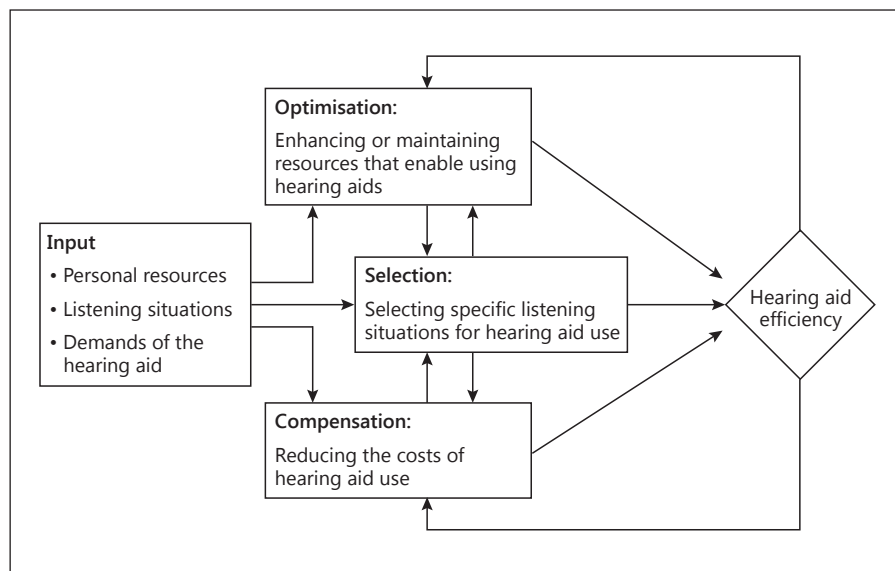 Optimisation:
Enhancing or maintaining
resources that enable using
hearing aids
Input
• Personal resources
• Listening situations
• Demands of the
hearing aid
Selection:
Selecting specific listening
situations for hearing aid use
Hearing aid
efficiency
Compensation:
Reducing the costs of
hearing aid use